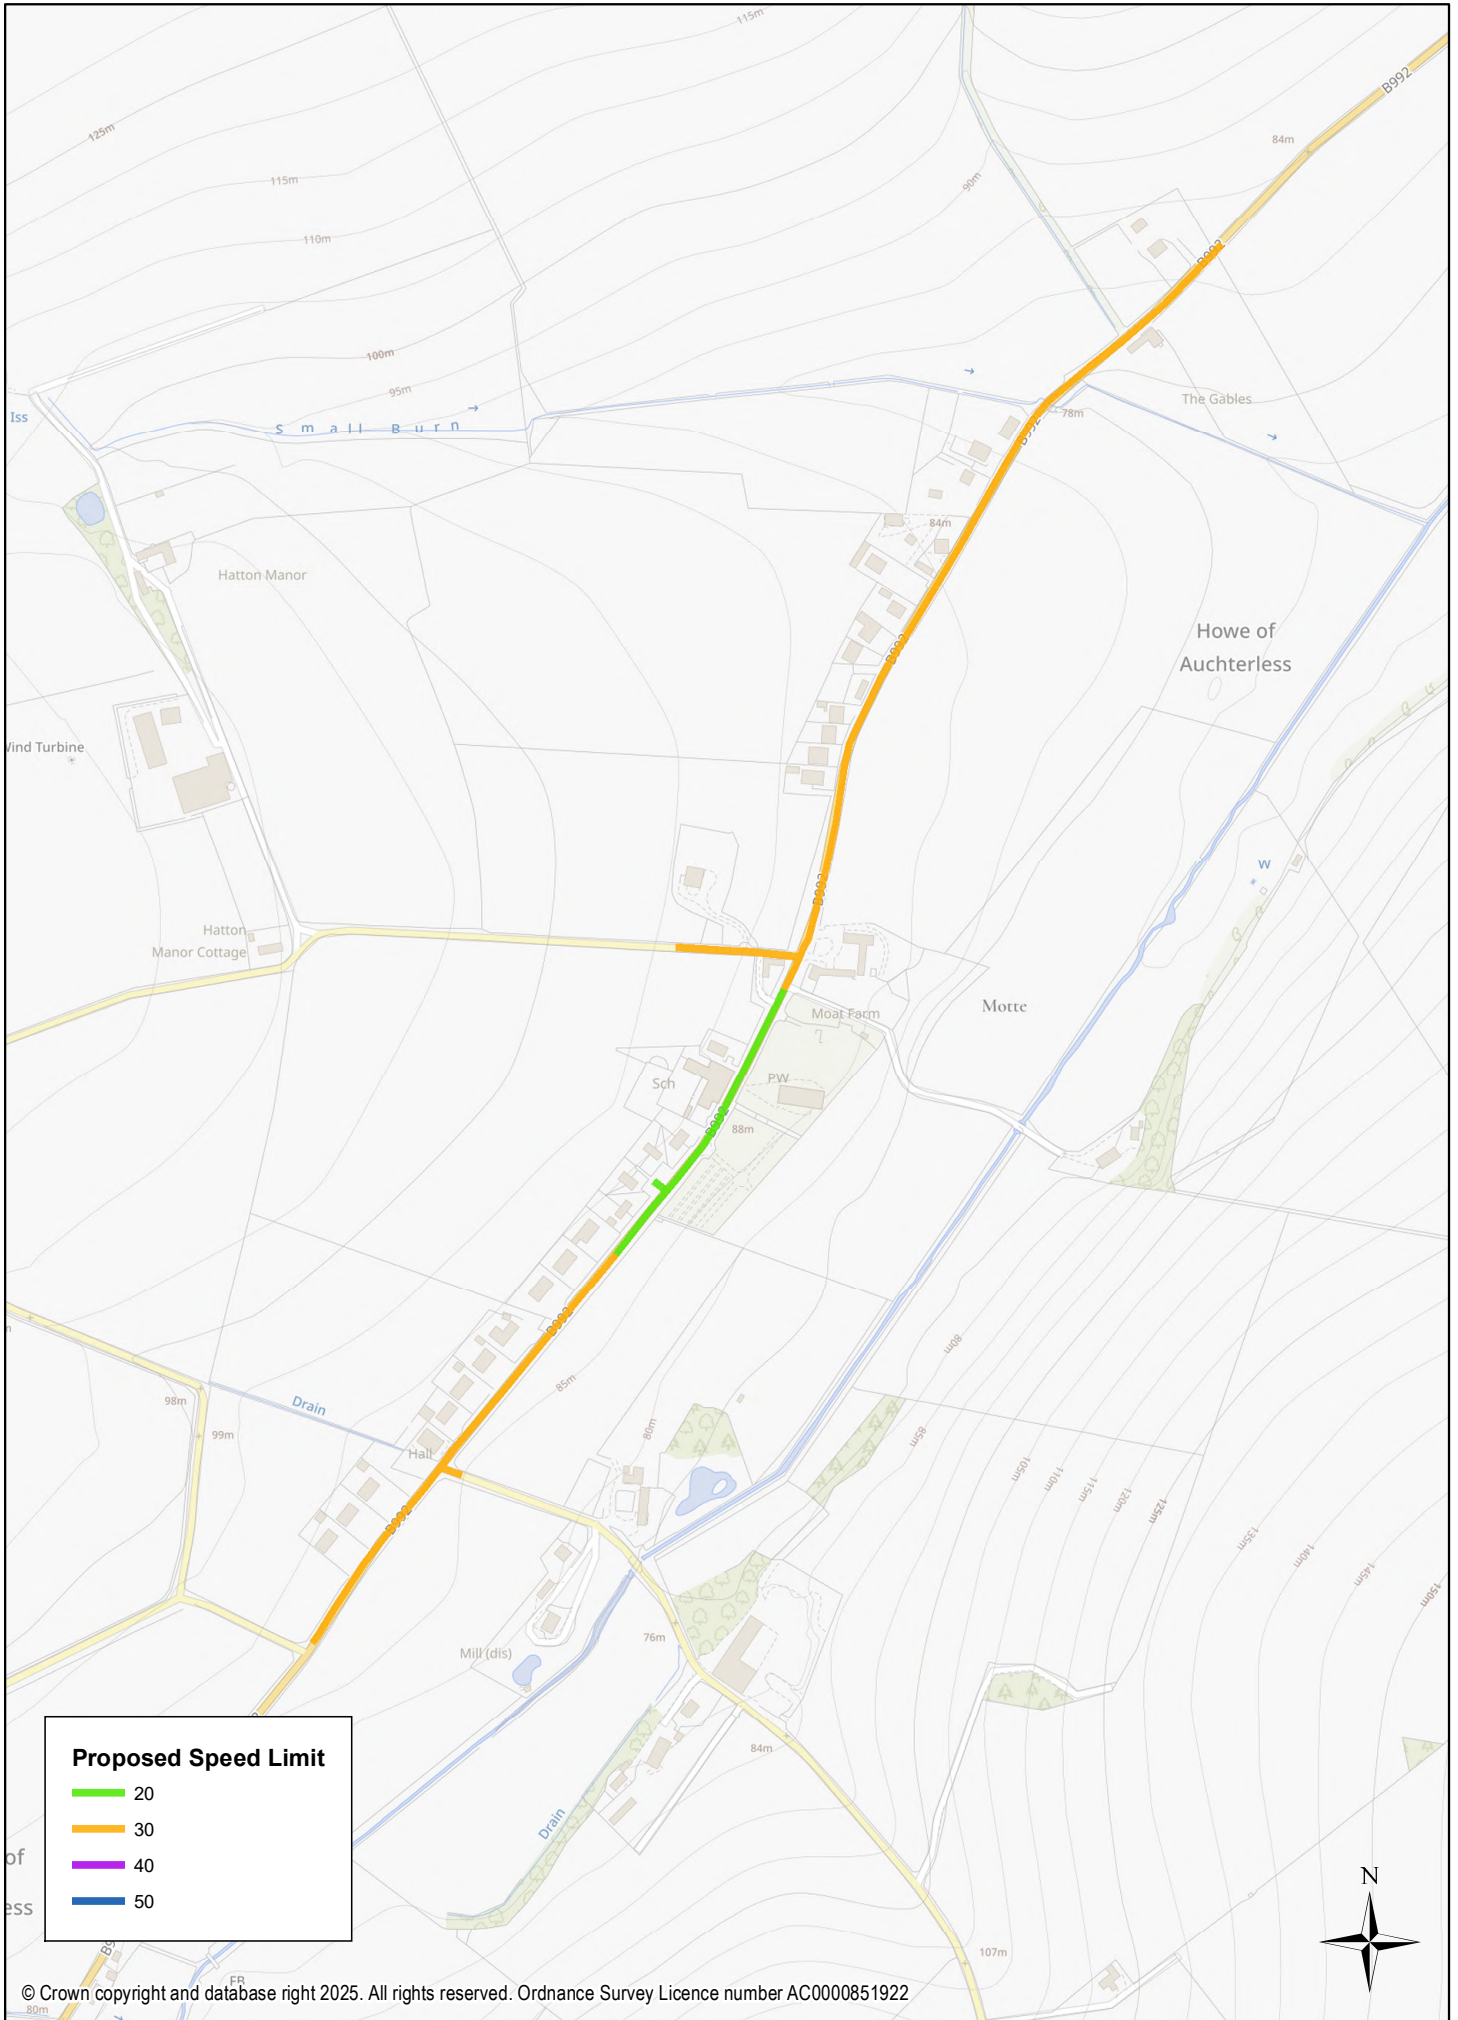 115m
B992
125m
84m
115m
90m
110m
B992
100m
95m
The Gables
Iss
78m
Small Burn
B992
84m
Hatton Manor
Howe of
Auchterless
B992
Wind Turbine
W
B992
Hatton
Manor Cottage
Motte
Moat Farm
PW
Sch
B992
88m
80m
B992
85m
98m
Drain
99m
80m
85m
Hall
105m
110m
115m
120m
125m
B992
135m
140m
145m
150m
76m
Mill (dis)
84m
Drain
Proposed Speed Limit
20
30
40
50
of
ess
N
107m
FB
© Crown copyright and database right 2025. All rights reserved. Ordnance Survey Licence number AC0000851922
80m